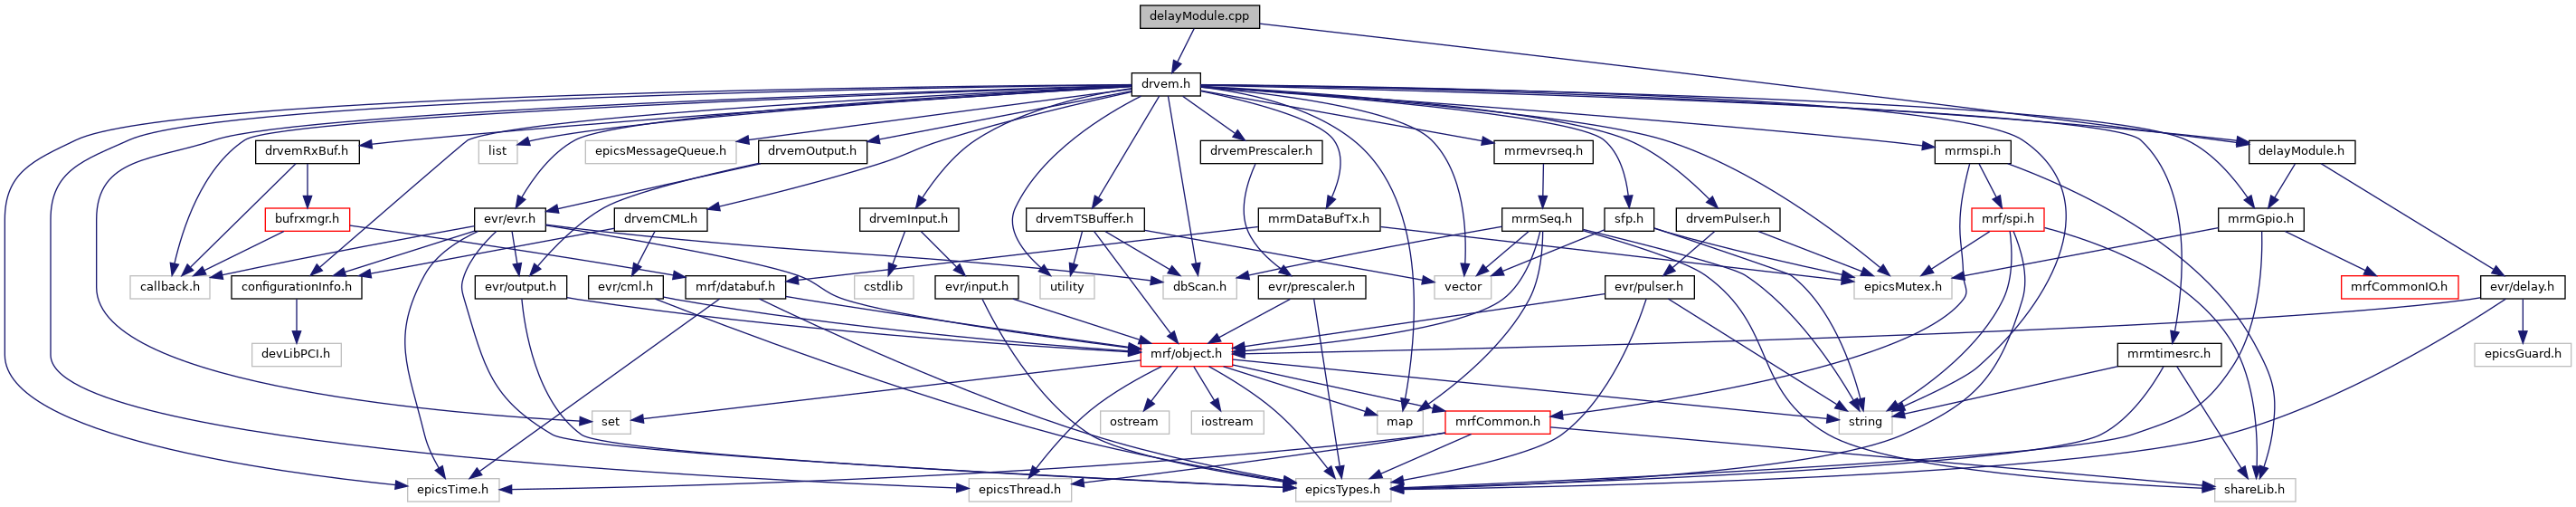 delayModule.cpp
drvem.h
drvemRxBuf.h
list
epicsMessageQueue.h
drvemOutput.h
drvemPrescaler.h
mrmevrseq.h
mrmspi.h
delayModule.h
bufrxmgr.h
evr/evr.h
drvemCML.h
drvemInput.h
drvemTSBuffer.h
mrmDataBufTx.h
mrmSeq.h
sfp.h
drvemPulser.h
mrf/spi.h
mrmGpio.h
callback.h
configurationInfo.h
evr/output.h
evr/cml.h
mrf/databuf.h
cstdlib
evr/input.h
utility
dbScan.h
evr/prescaler.h
vector
evr/pulser.h
epicsMutex.h
mrfCommonIO.h
evr/delay.h
devLibPCI.h
mrf/object.h
mrmtimesrc.h
epicsGuard.h
set
ostream
iostream
map
mrfCommon.h
string
epicsTime.h
epicsThread.h
epicsTypes.h
shareLib.h